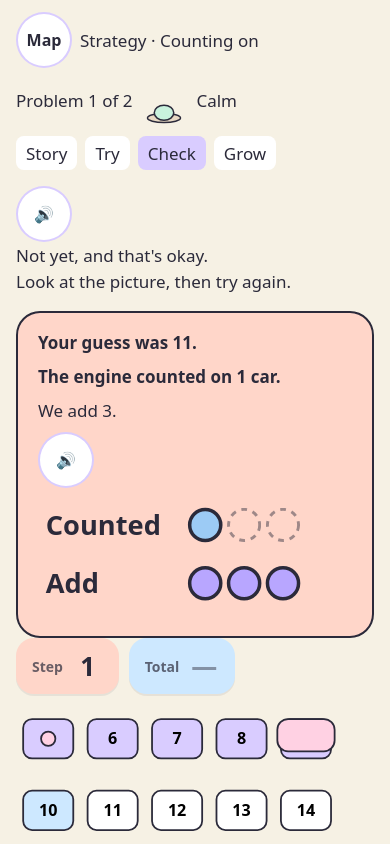 Map Strategy · Counting on
Problem 1 of 2 Calm
Story Try Check Grow
Not yet, and that's okay.
Look at the picture, then try again.
Your guess was 11.
The engine counted on 1 car.
We add 3.
Counted
Add
Step 1 Total —
6 7 8
10 11 12 13 14